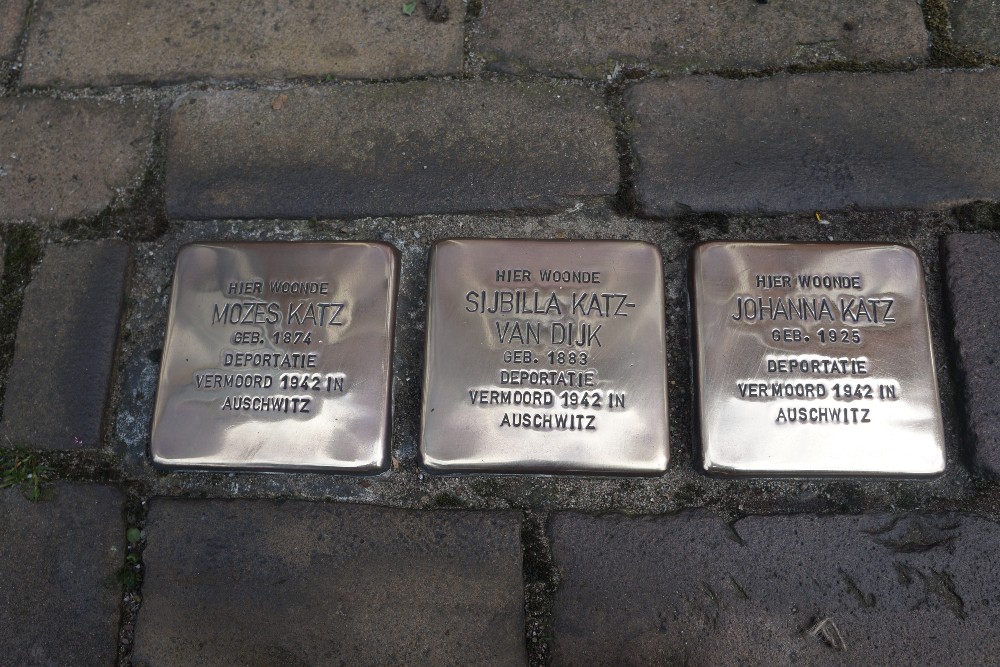 HIER WOONDE
MOZES KATZ
GEB. 1874
DEPORTATIE
VERMOORD 1942 IN
AUSCHWITZ
HIER WOONDE
SIJBILLA KATZ-
VAN DIJK
GEB. 1883
DEPORTATIE
VERMOORD 1942 IN
AUSCHWITZ
HIER WOONDE
JOHANNA KATZ
GEB. 1925
DEPORTATIE
VERMOORD 1942 IN
AUSCHWITZ